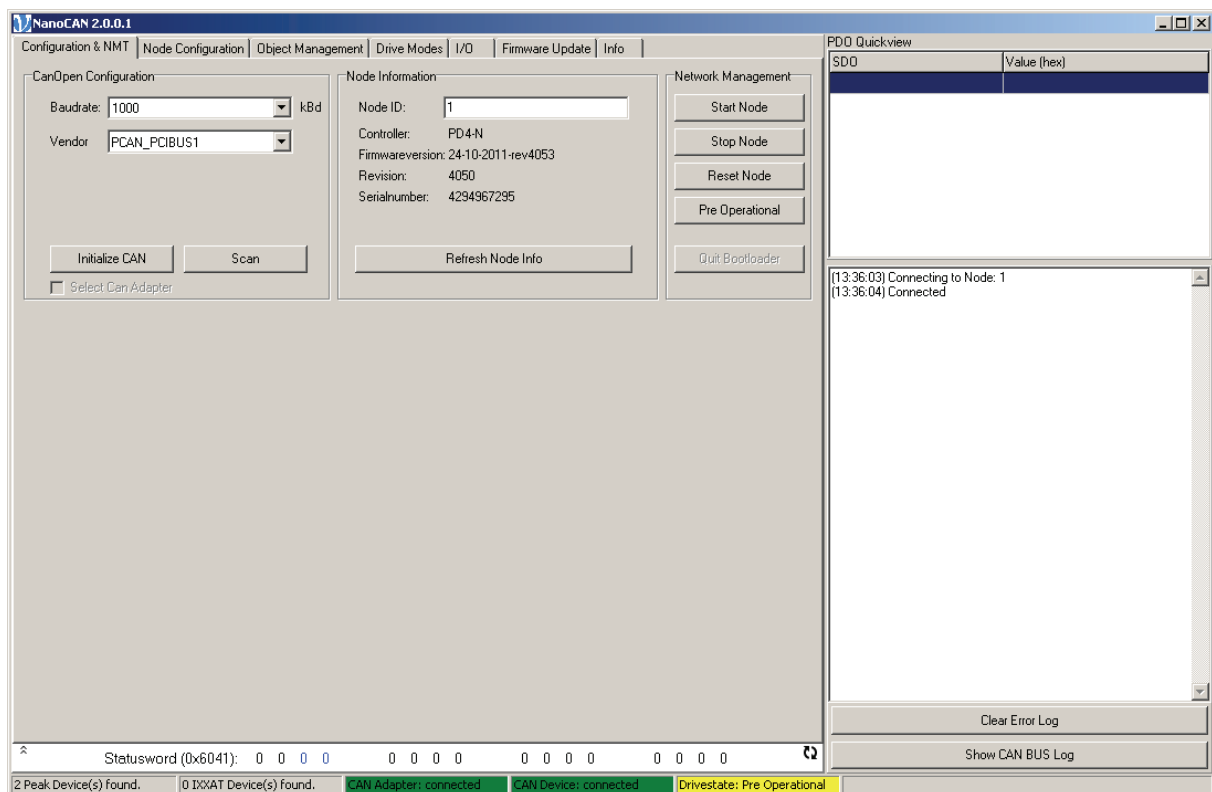 NanoCAN 2.0.0.1
Configuration & NMT Node Configuration Object Management Drive Modes I/O Firmware Update Info
CanOpen Configuration
Baudrate: 1000 kBd
Vendor PCAN_PCIBUS1
Initialize CAN Scan
Select Can Adapter
Node Information
Node ID: 1
Controller: PD4-N
Firmwareversion: 24-10-2011-rev4053
Revision: 4050
Serialnumber: 4294967295
Refresh Node Info
Network Management
Start Node
Stop Node
Reset Node
Pre Operational
Quit Bootloader
PDO Quickview
SDO Value (hex)
(13:36:03) Connecting to Node: 1
(13:36:04) Connected
Clear Error Log
Show CAN BUS Log
Statusword (0x6041): 0 0 0 0 0 0 0 0 0 0 0 0 0 0 0 0
2 Peak Device(s) found. 0 IXXAT Device(s) found. CAN Adapter: connected CAN Device: connected Drivestate: Pre Operational